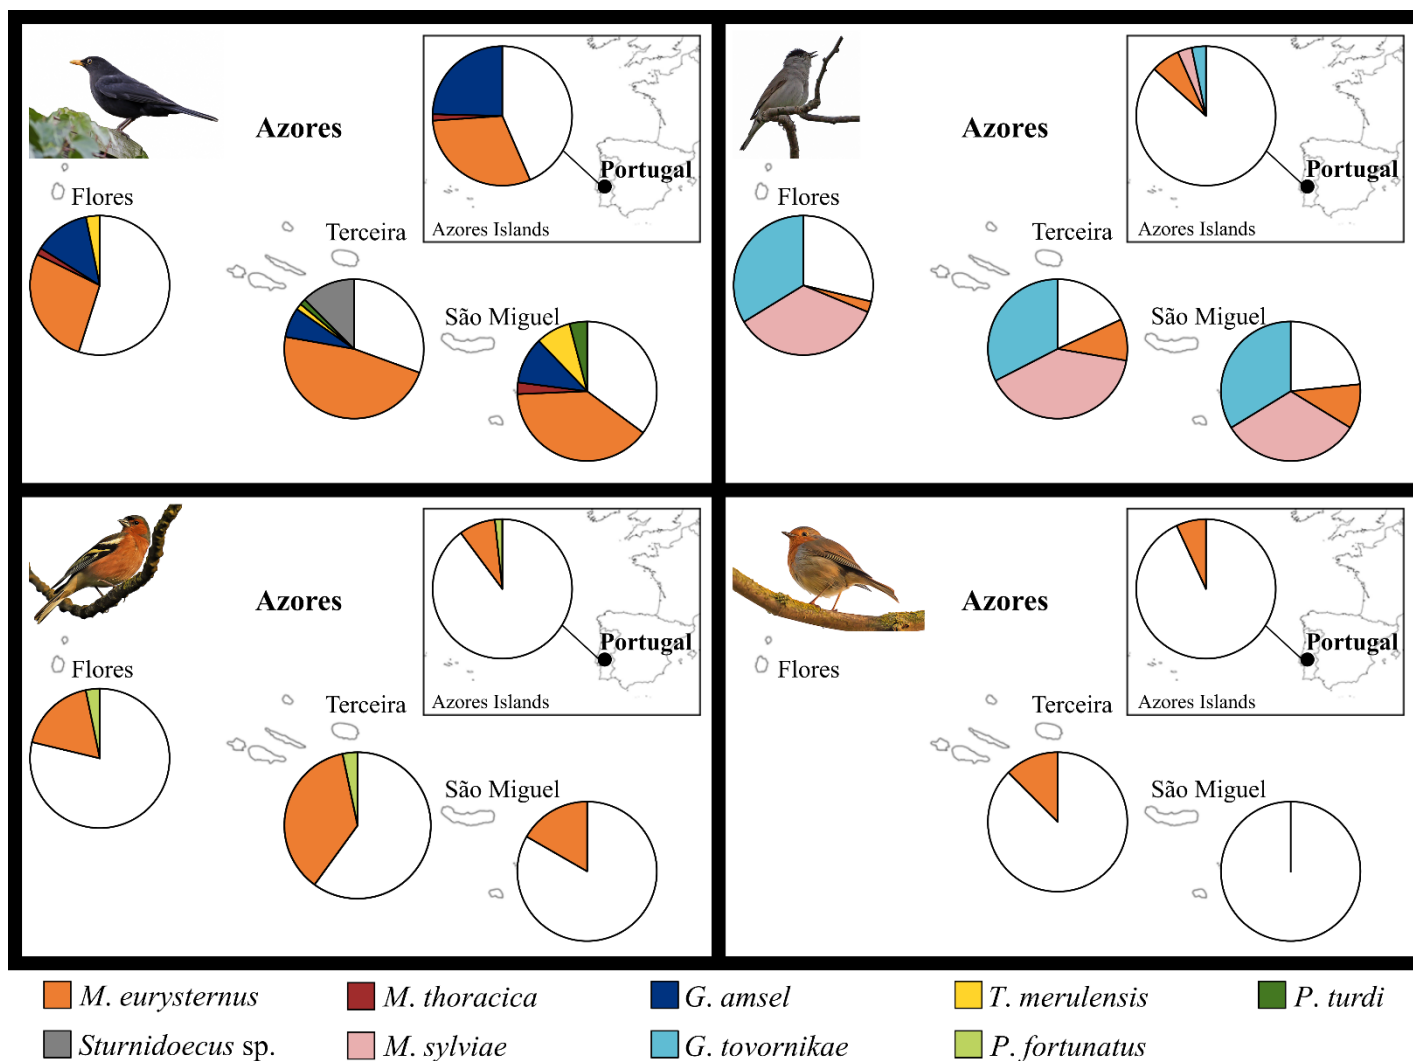 Azores
Portugal
Azores Islands
Flores
Terceira
São Miguel
Azores
Portugal
Azores Islands
Flores
Terceira
São Miguel
Azores
Portugal
Azores Islands
Flores
Terceira
São Miguel
Azores
Portugal
Azores Islands
Flores
Terceira
São Miguel
M. eurysternus
M. thoracica
G. amsel
T. merulensis
P. turdi
Sturnidoecus sp.
M. sylviae
G. tovornikae
P. fortunatus